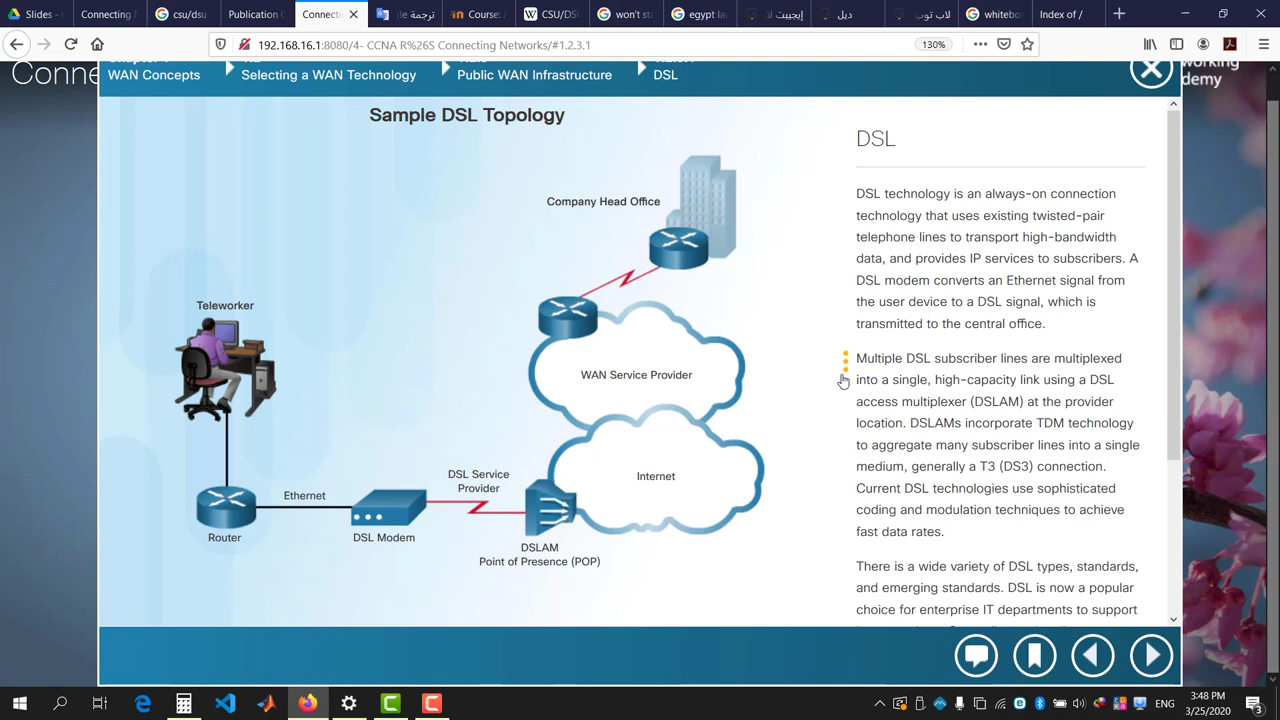 Slides -
Connecting N
csu/dsu
Publication
Connecti
ترجمة
Course:
CSU/DS
won't st
egypt la
إيجيبت لا
ديل
لاب توب
whitebo
Index of /
192.168.16.1:8080/4- CCNA R%26S Connecting Networks/#1.2.3.1
130%
Conne
WAN Concepts
Selecting a WAN Technology
Public WAN Infrastructure
DSL
working
demy
Sample DSL Topology
Company Head Office
Teleworker
WAN Service Provider
Internet
DSL Service
Provider
Ethernet
Router
DSL Modem
DSLAM
Point of Presence (POP)
DSL
DSL technology is an always-on connection
technology that uses existing twisted-pair
telephone lines to transport high-bandwidth
data, and provides IP services to subscribers. A
DSL modem converts an Ethernet signal from
the user device to a DSL signal, which is
transmitted to the central office.
Multiple DSL subscriber lines are multiplexed
into a single, high-capacity link using a DSL
access multiplexer (DSLAM) at the provider
location. DSLAMs incorporate TDM technology
to aggregate many subscriber lines into a single
medium, generally a T3 (DS3) connection.
Current DSL technologies use sophisticated
coding and modulation techniques to achieve
fast data rates.
There is a wide variety of DSL types, standards,
and emerging standards. DSL is now a popular
choice for enterprise IT departments to support
ENG
3:48 PM
3/25/2020
3